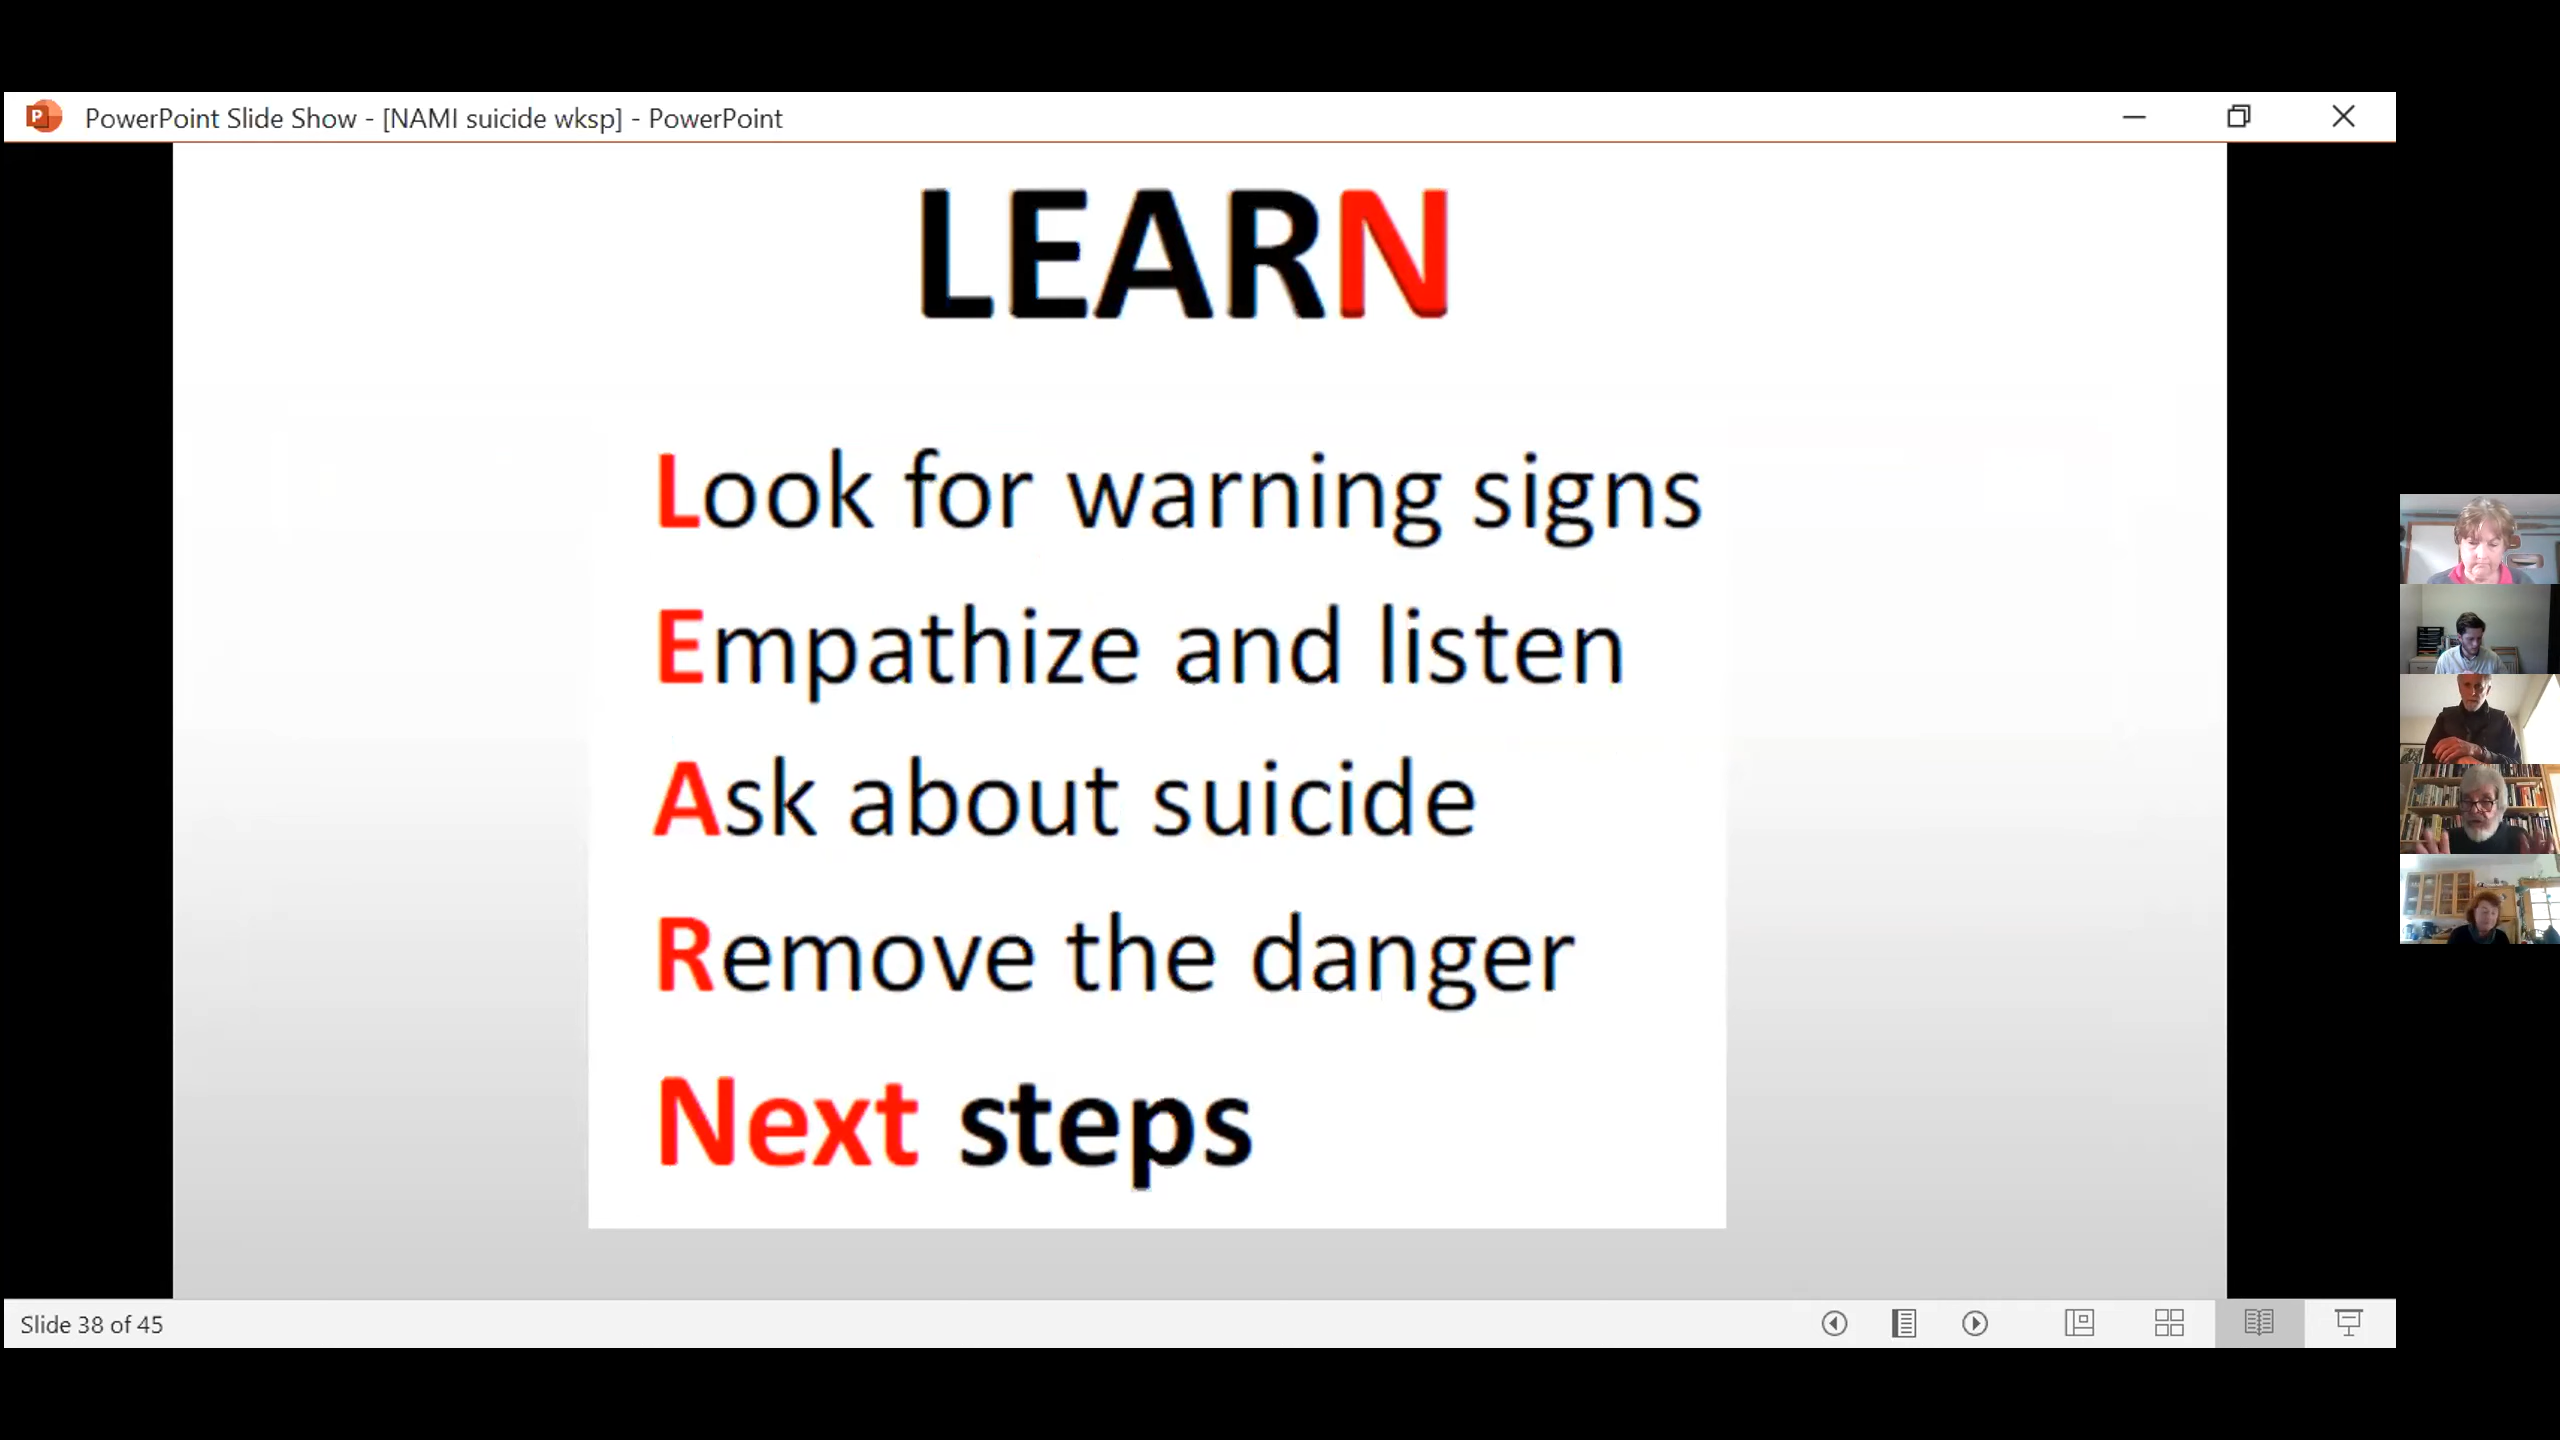 PowerPoint Slide Show - [NAMI suicide wksp] - PowerPoint
LEARN
Look for warning signs
Empathize and listen
Ask about suicide
Remove the danger
Next steps
Slide 38 of 45